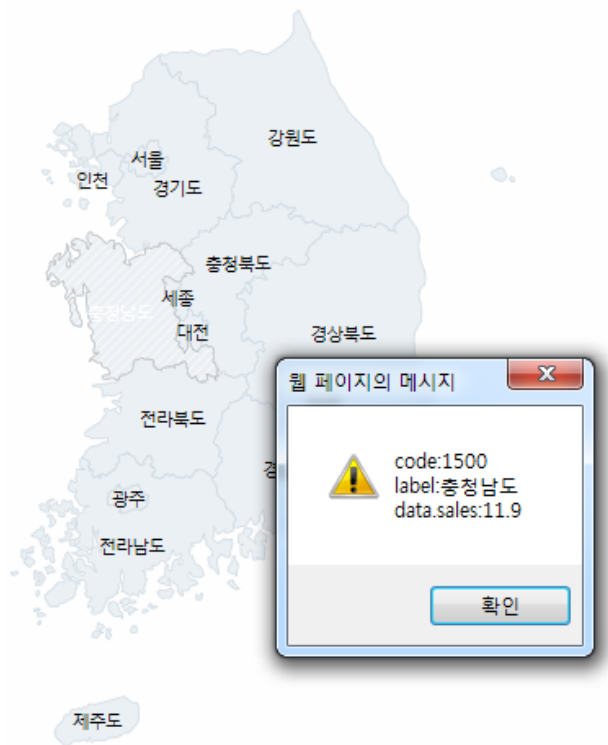 강원도
서울
인천
경기도
충청북도
세종
충청남도
대전
경상북도
웹 페이지의 메시지
전라북도
code:1500
label:충청남도
data.sales:11.9
광주
전라남도
확인
제주도